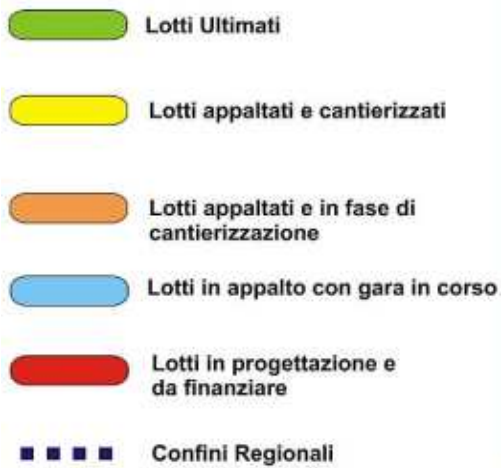 Lotti Ultimati
Lotti appaltati e cantierizzati
Lotti appaltati e in fase di
cantierizzazione
Lotti in appalto con gara in corso
Lotti in progettazione e
da finanziare
Confini Regionali